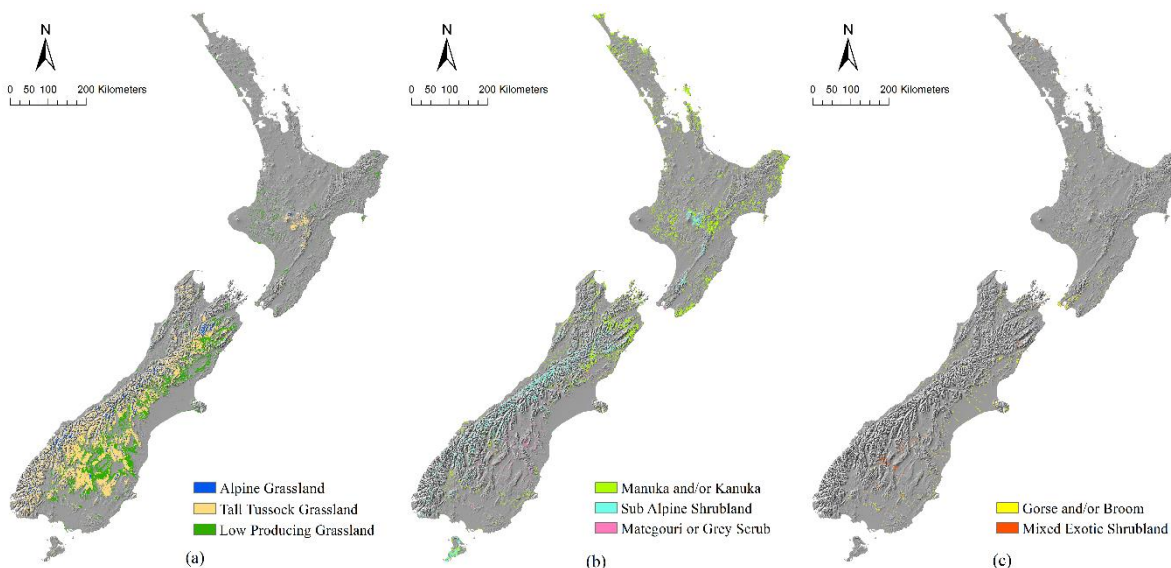 N
0 50 100 200 Kilometers
Alpine Grassland
Tall Tussock Grassland
Low Producing Grassland
(a)
N
0 50 100 200 Kilometers
Manuka and/or Kanuka
Sub Alpine Shrubland
Mategouri or Grey Scrub
(b)
N
0 50 100 200 Kilometers
Gorse and/or Broom
Mixed Exotic Shrubland
(c)